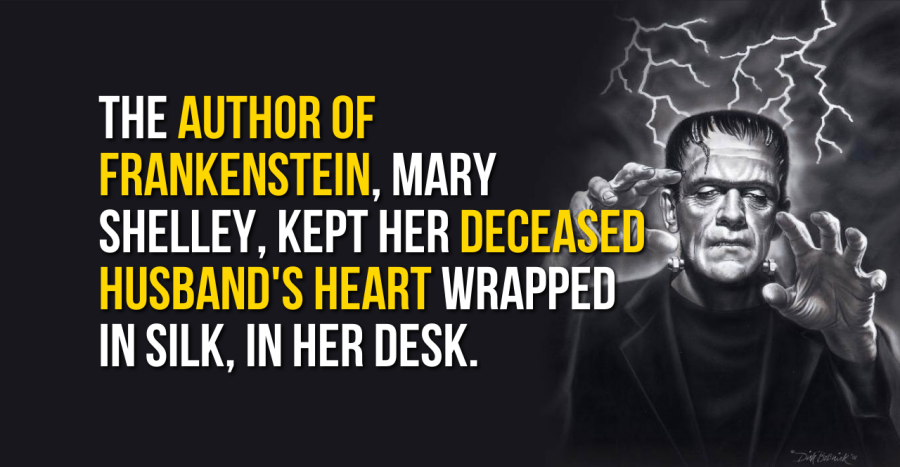 THE AUTHOR OF
FRANKENSTEIN, MARY
SHELLEY, KEPT HER DECEASED
HUSBAND'S HEART WRAPPED
IN SILK, IN HER DESK.